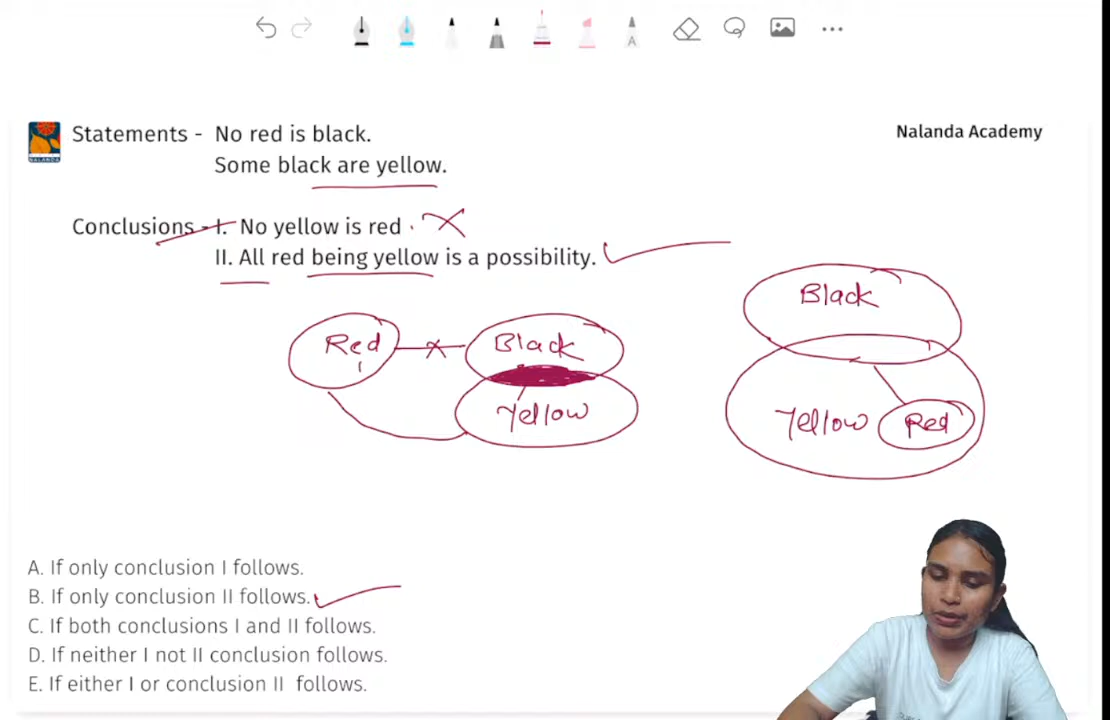 Statements - No red is black.
Nalanda Academy
NALANDA
Some black are yellow.
Conclusions - I. No yellow is red.
II. All red being yellow is a possibility.
Black
Red
Black
Yellow
Yellow
Red
A. If only conclusion I follows.
B. If only conclusion II follows.
C. If both conclusions I and II follows.
D. If neither I not II conclusion follows.
E. If either I or conclusion II follows.